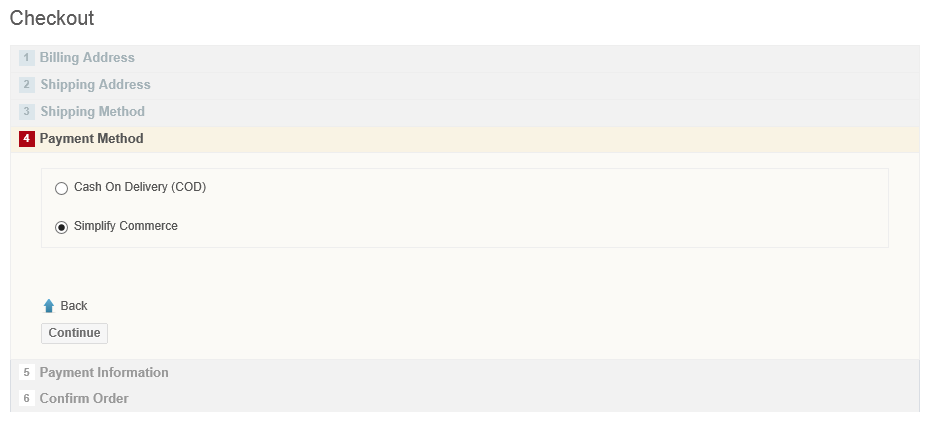 Checkout
1 Billing Address
2 Shipping Address
3 Shipping Method
4 Payment Method
Cash On Delivery (COD)
Simplify Commerce
Back
Continue
5 Payment Information
6 Confirm Order